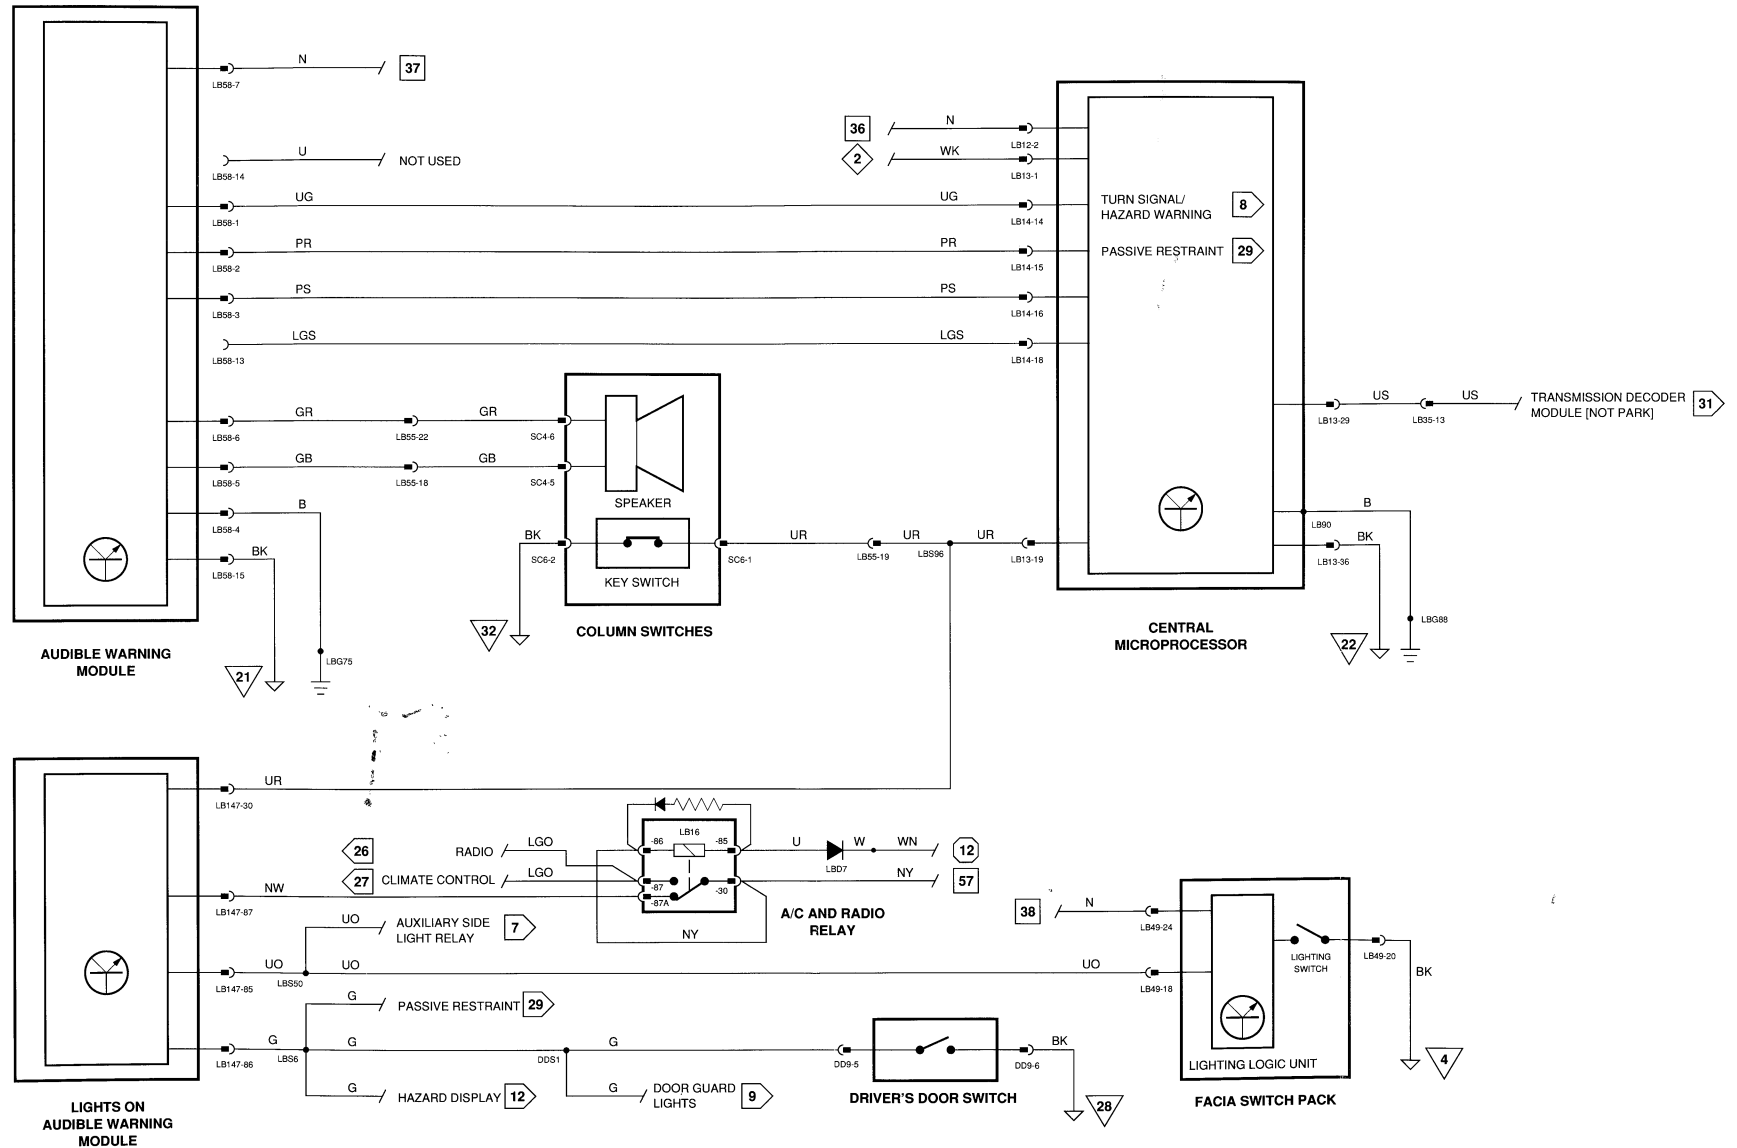 N
37
LB58-7
U
NOT USED
LB58-14
UG
LB58-1
PR
LB58-2
PS
LB58-3
LGS
LB58-13
GR
GR
LB58-6
LB55-22
SC4-6
GB
GB
LB58-5
LB55-18
SC4-5
SPEAKER
B
LB58-4
BK
LB58-15
BK
SC6-2
KEY SWITCH
SC6-1
UR
UR
UR
LB55-19
LBS96
LB13-19
32
COLUMN SWITCHES
AUDIBLE WARNING
MODULE
21
LBG75
36
N
LB12-2
2
WK
LB13-1
UG
LB14-14
TURN SIGNAL/
HAZARD WARNING
8
PR
LB14-15
PASSIVE RESTRAINT
29
PS
LB14-16
LGS
LB14-18
US
US
LB13-29
LB35-13
TRANSMISSION DECODER
MODULE [NOT PARK]
31
B
LB90
BK
LB13-36
LBG88
22
CENTRAL
MICROPROCESSOR
UR
LB147-30
26
RADIO
LGO
27
CLIMATE CONTROL
LGO
LB16
-86
-85
-87
-30
-87A
U
W
WN
12
LBD7
NY
57
NY
A/C AND RADIO
RELAY
NW
LB147-87
UO
AUXILIARY SIDE
LIGHT RELAY
7
UO
UO
UO
LB147-85
LBS50
LB49-18
38
N
LB49-24
LIGHTING
SWITCH
LB49-20
BK
4
LIGHTING LOGIC UNIT
FACIA SWITCH PACK
G
PASSIVE RESTRAINT
29
G
G
G
LB147-86
LBS6
DDS1
DD9-5
DD9-6
BK
28
G
HAZARD DISPLAY
12
G
DOOR GUARD
LIGHTS
9
DRIVER'S DOOR SWITCH
LIGHTS ON
AUDIBLE WARNING
MODULE